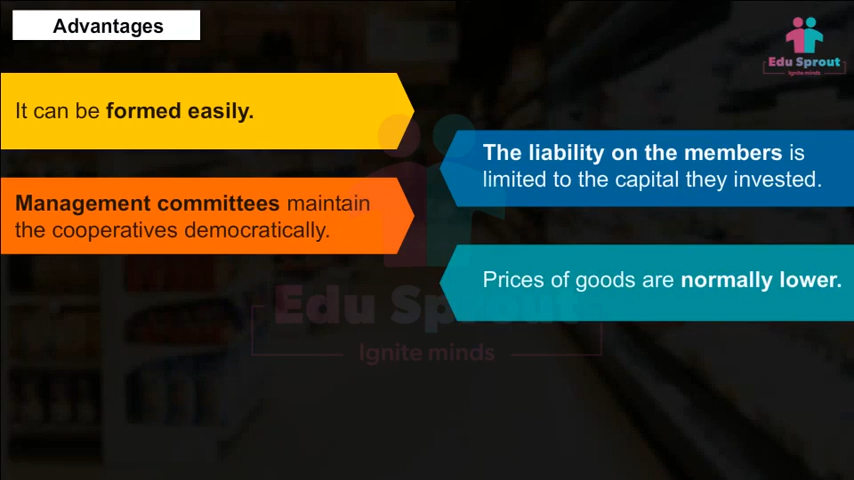 Advantages
Edu Sprout
Ignite minds
It can be formed easily.
The liability on the members is
limited to the capital they invested.
Management committees maintain
the cooperatives democratically.
Prices of goods are normally lower.
Edu Sprout
Ignite minds